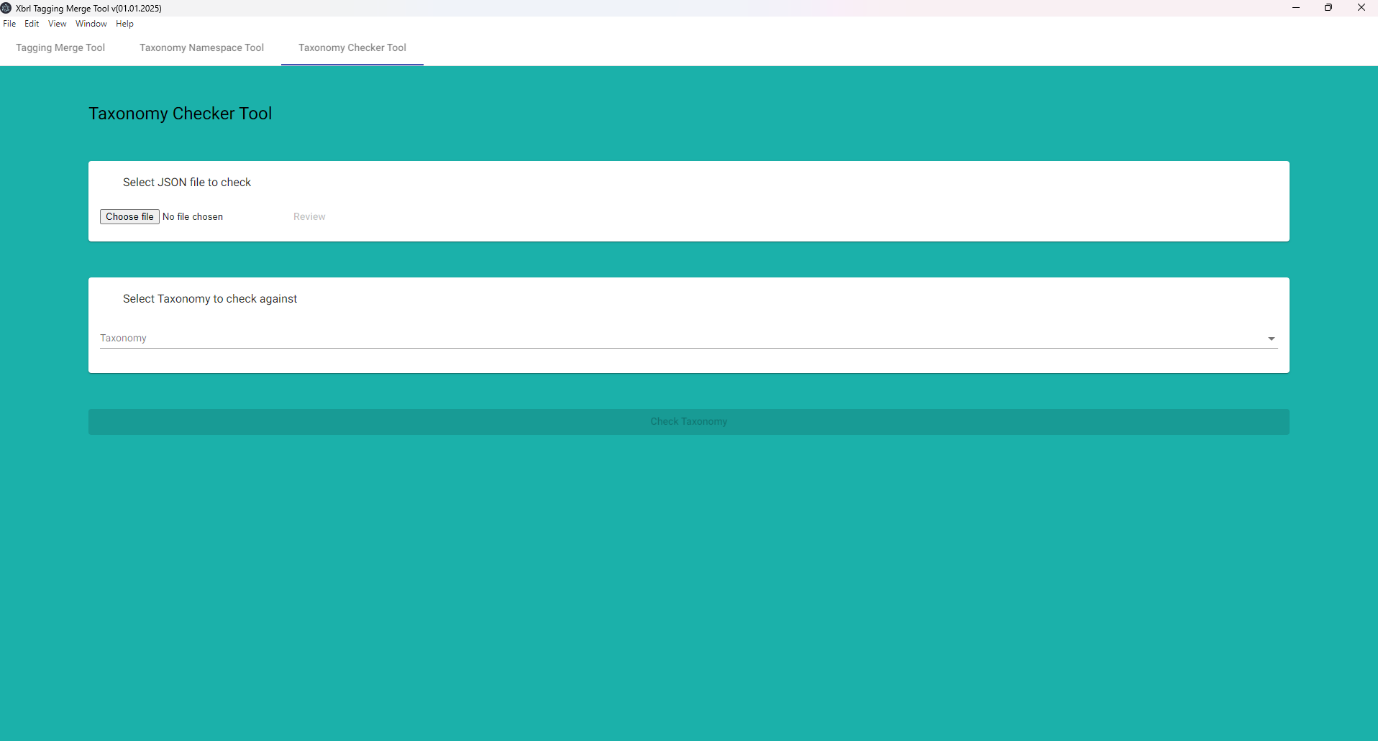 Xbrl Tagging Merge Tool v(01.01.2025)
File Edit View Window Help
Tagging Merge Tool Taxonomy Namespace Tool Taxonomy Checker Tool
Taxonomy Checker Tool
Select JSON file to check
Choose file No file chosen Review
Select Taxonomy to check against
Taxonomy
Check Taxonomy